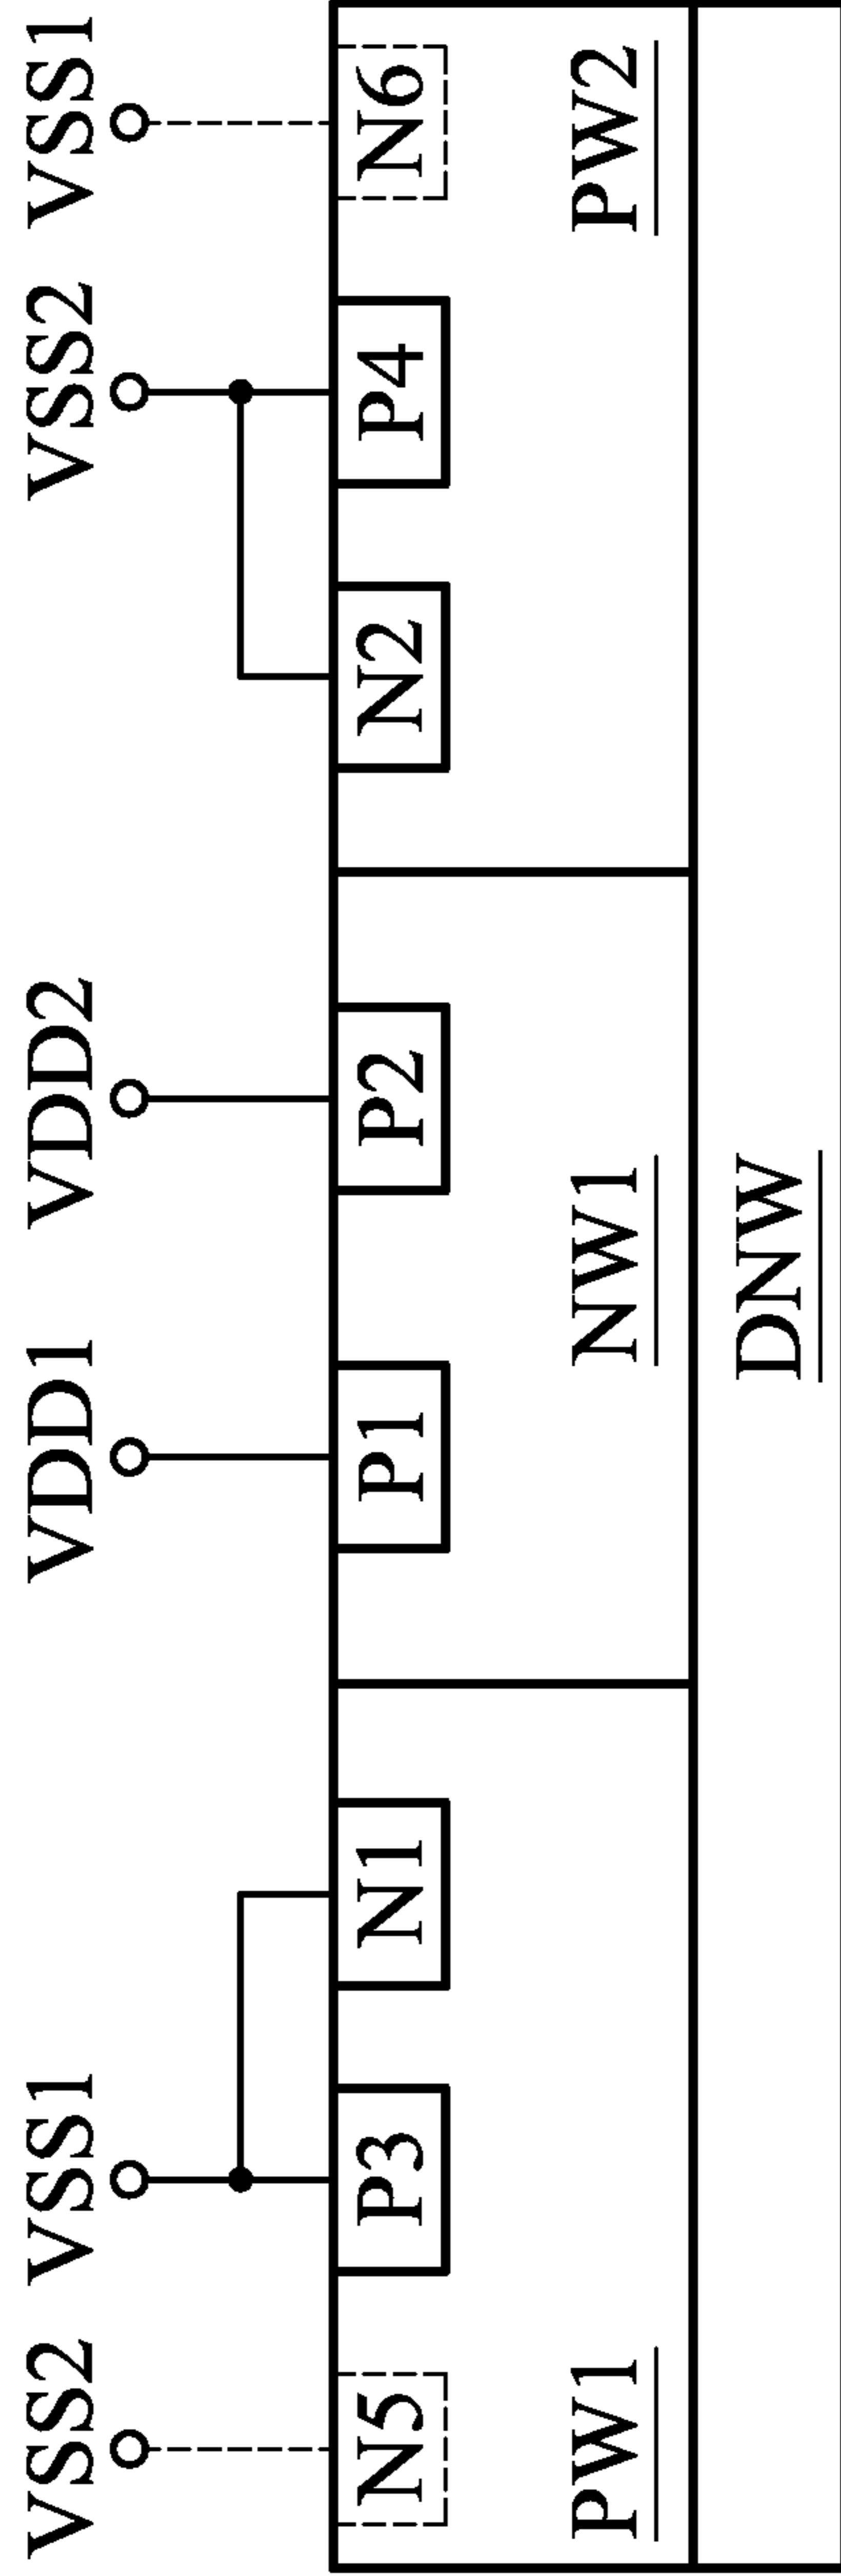 VSS2 VSS1 VDD1 VDD2 VSS2 VSS1
N5 P3 N1 P1 P2 N2 P4 N6
PW1 NW1 PW2
DNW